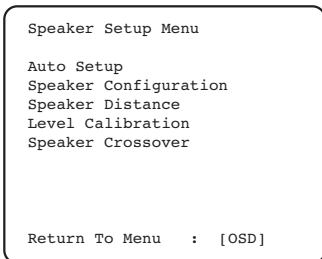 Speaker Setup Menu
Auto Setup
Speaker Configuration
Speaker Distance
Level Calibration
Speaker Crossover
Return To Menu : [OSD]